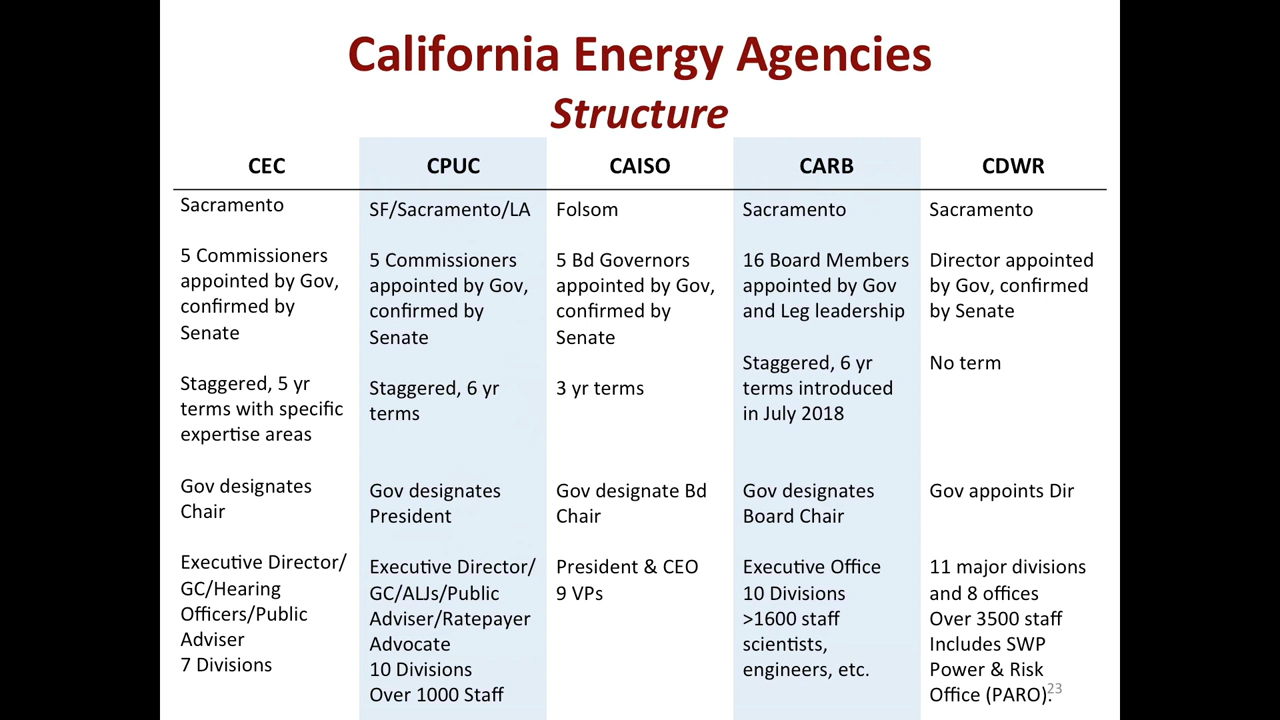 California Energy Agencies
Structure
CEC
CPUC
CAISO
CARB
CDWR
Sacramento
5 Commissioners
appointed by Gov,
confirmed by
Senate
Staggered, 5 yr
terms with specific
expertise areas
Gov designates
Chair
Executive Director/
GC/Hearing
Officers/Public
Adviser
7 Divisions
SF/Sacramento/LA
5 Commissioners
appointed by Gov,
confirmed by
Senate
Staggered, 6 yr
terms
Gov designates
President
Executive Director/
GC/ALJs/Public
Adviser/Ratepayer
Advocate
10 Divisions
Over 1000 Staff
Folsom
5 Bd Governors
appointed by Gov,
confirmed by
Senate
3 yr terms
Gov designate Bd
Chair
President & CEO
9 VPs
Sacramento
16 Board Members
appointed by Gov
and Leg leadership
Staggered, 6 yr
terms introduced
in July 2018
Gov designates
Board Chair
Executive Office
10 Divisions
>1600 staff
scientists,
engineers, etc.
Sacramento
Director appointed
by Gov, confirmed
by Senate
No term
Gov appoints Dir
11 major divisions
and 8 offices
Over 3500 staff
Includes SWP
Power & Risk
Office (PARO).
23